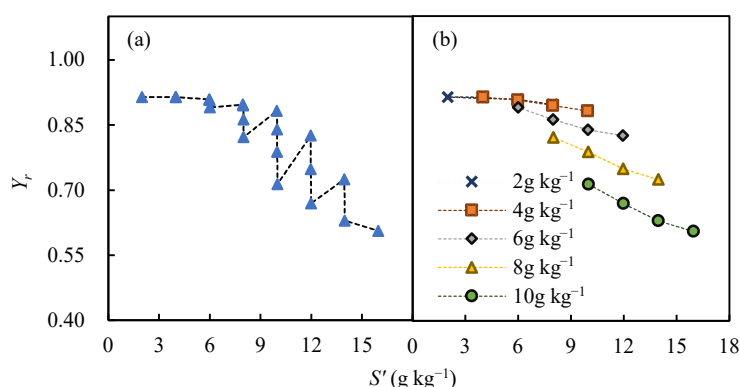 (a) (b)
1.00
0.85
Yᵣ
0.70
0.55
0.40
2g kg⁻¹
4g kg⁻¹
6g kg⁻¹
8g kg⁻¹
10g kg⁻¹
0 3 6 9 12 15 0 3 6 9 12 15 18
S′ (g kg⁻¹)